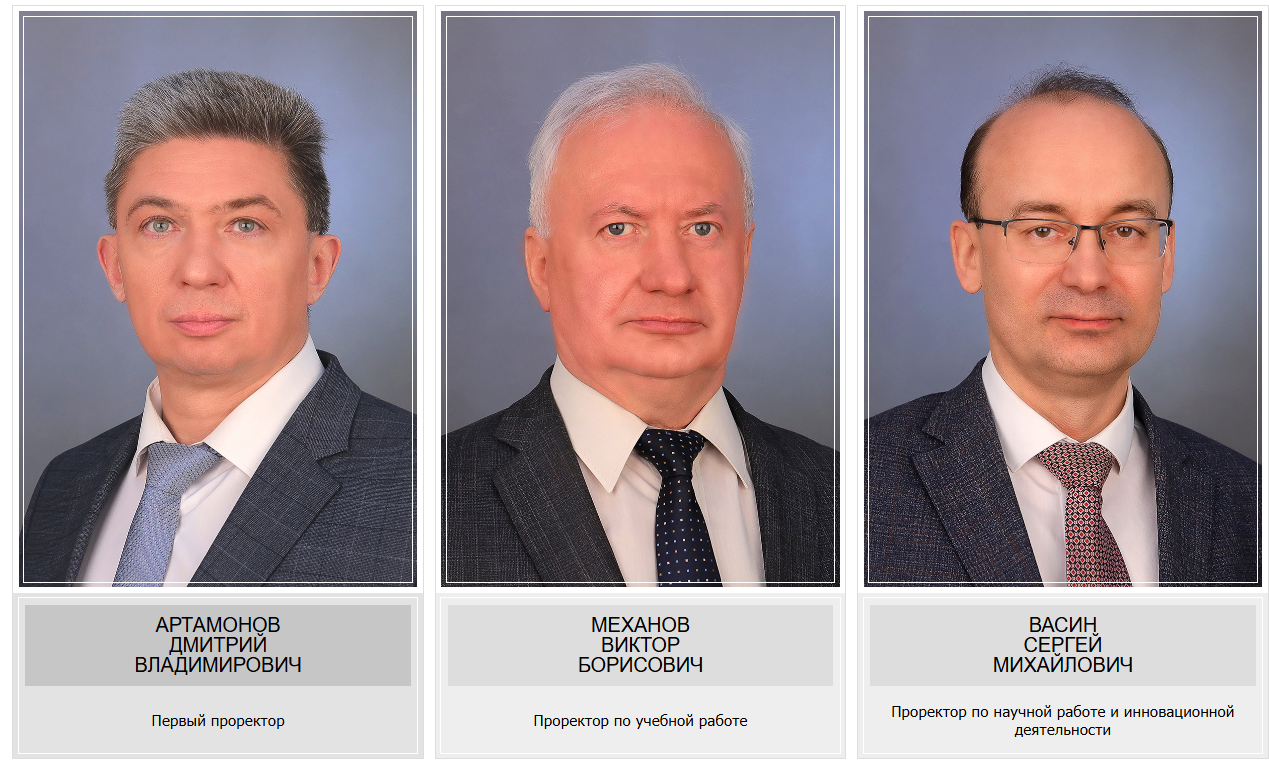 АРТАМОНОВ
ДМИТРИЙ
ВЛАДИМИРОВИЧ
Первый проректор
МЕХАНОВ
ВИКТОР
БОРИСОВИЧ
Проректор по учебной работе
ВАСИН
СЕРГЕЙ
МИХАЙЛОВИЧ
Проректор по научной работе и инновационной
деятельности